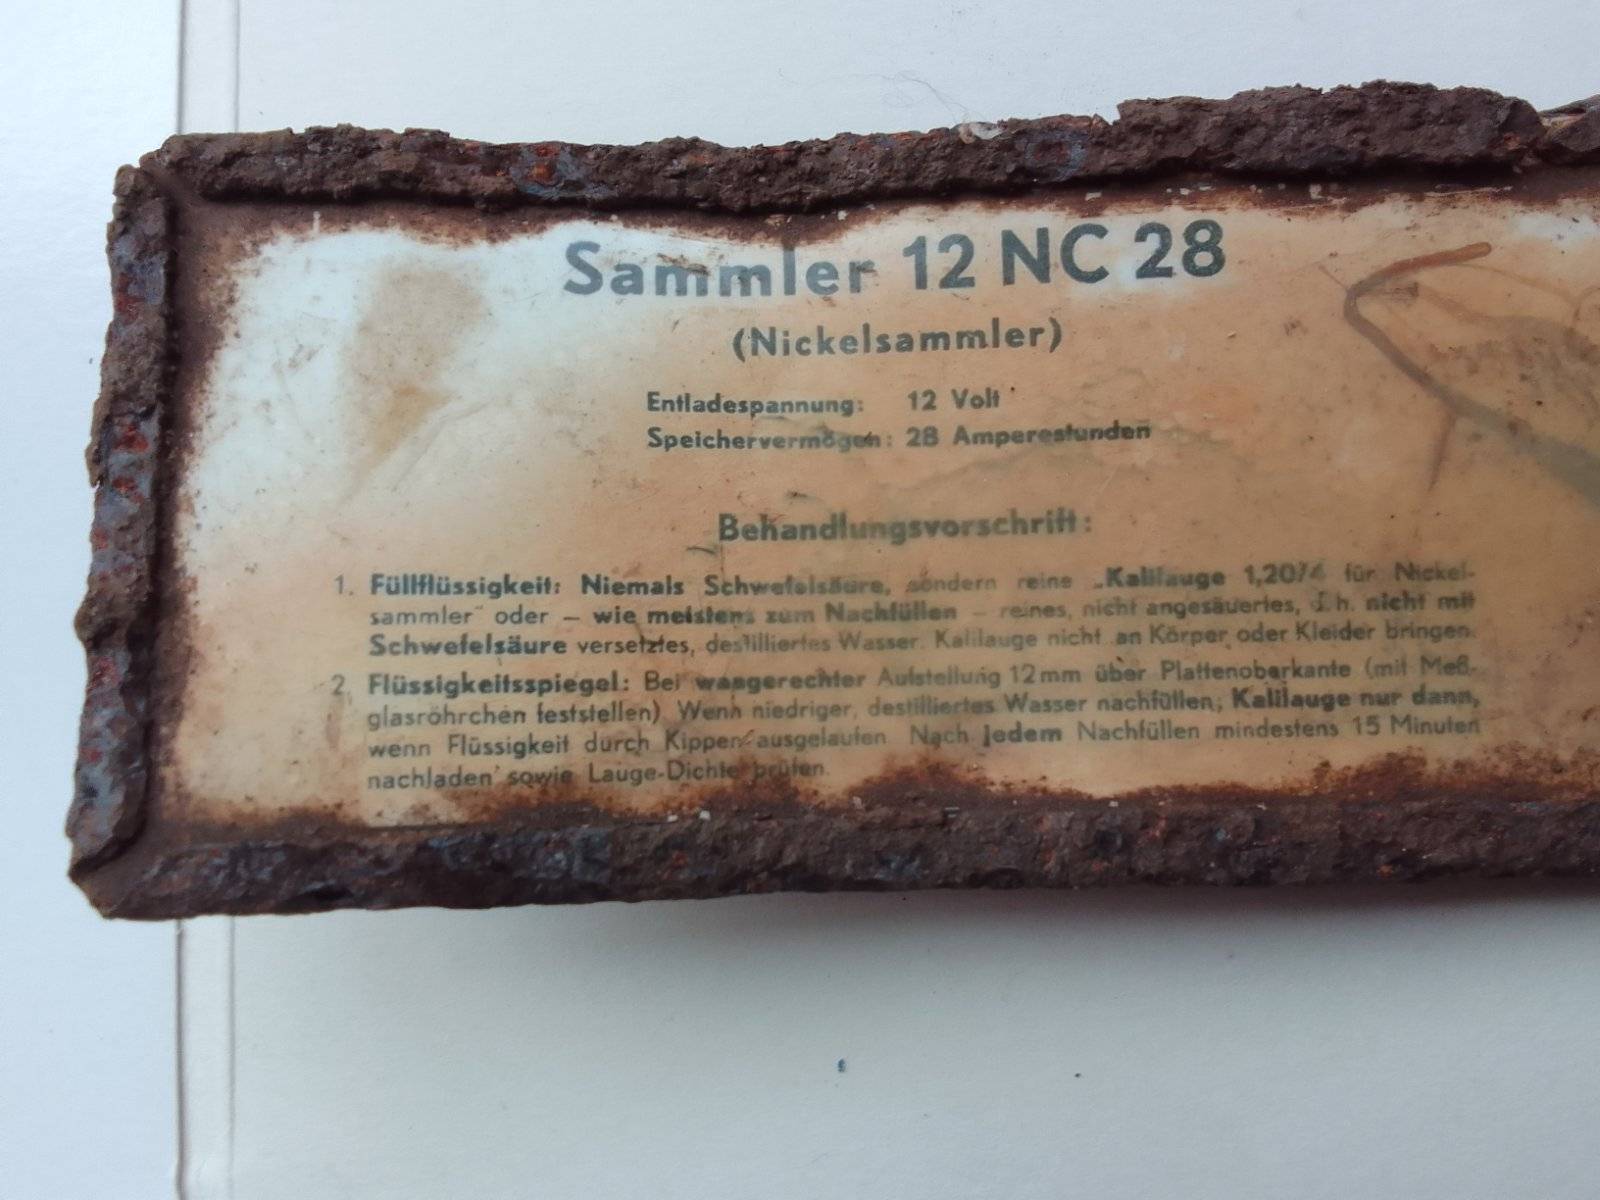 Sammler 12 NC 28
(Nickelsammler)
Entladespannung: 12 Volt
Speichervermögen: 28 Amperestunden
Behandlungsvorschrift:
1. Füllflüssigkeit: Niemals Schwefelsäure, sondern reine „Kalilauge 1,20/4 für Nickel-
sammler" oder – wie meistens zum Nachfüllen – reines, nicht angesäuertes, d.h. nicht mit
Schwefelsäure versetztes, destilliertes Wasser. Kalilauge nicht an Körper oder Kleider bringen.
2. Flüssigkeitsspiegel: Bei waagerechter Aufstellung 12mm über Plattenoberkante (mit Meß-
glasröhrchen feststellen). Wenn niedriger, destilliertes Wasser nachfüllen; Kalilauge nur dann,
wenn Flüssigkeit durch Kippen ausgelaufen. Nach jedem Nachfüllen mindestens 15 Minuten
nachladen sowie Lauge-Dichte prüfen.